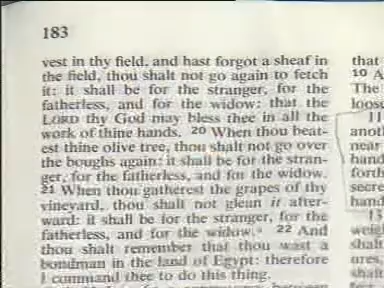 183
vest in thy field, and hast forgot a sheaf in
the field, thou shalt not go again to fetch
it: it shall be for the stranger, for the
fatherless, and for the widow: that the
LORD thy God may bless thee in all the
work of thine hands. 20 When thou beat-
est thine olive tree, thou shalt not go over
the boughs again: it shall be for the stran-
ger, for the fatherless, and for the widow.
21 When thou gatherest the grapes of thy
vineyard, thou shalt not glean it after-
ward: it shall be for the stranger, for the
fatherless, and for the widow. 22 And
thou shalt remember that thou wast a
bondman in the land of Egypt: therefore
I command thee to do this thing.
that
10 A
The
loose
11
anot
near
hand
forth
secre
hand
13
weigh
shalt
ures,
shalt